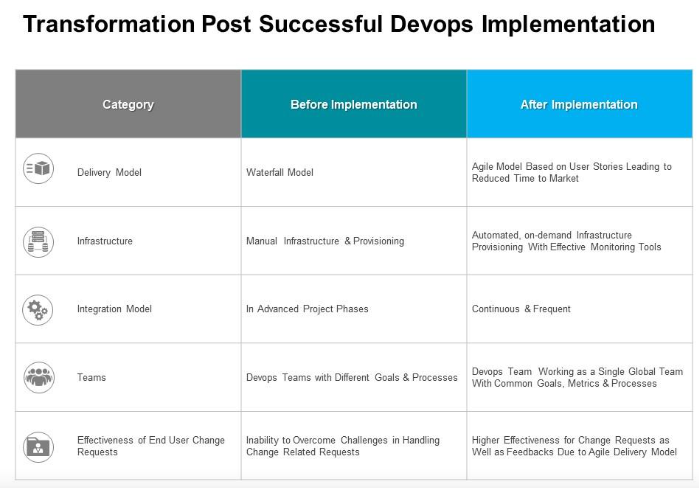 Transformation Post Successful Devops Implementation
Category
Before Implementation
After Implementation
Delivery Model
Waterfall Model
Agile Model Based on User Stories Leading to
Reduced Time to Market
Infrastructure
Manual Infrastructure & Provisioning
Automated, on-demand Infrastructure
Provisioning With Effective Monitoring Tools
Integration Model
In Advanced Project Phases
Continuous & Frequent
Teams
Devops Teams with Different Goals & Processes
Devops Team Working as a Single Global Team
With Common Goals, Metrics & Processes
Effectiveness of End User Change
Requests
Inability to Overcome Challenges in Handling
Change Related Requests
Higher Effectiveness for Change Requests as
Well as Feedbacks Due to Agile Delivery Model